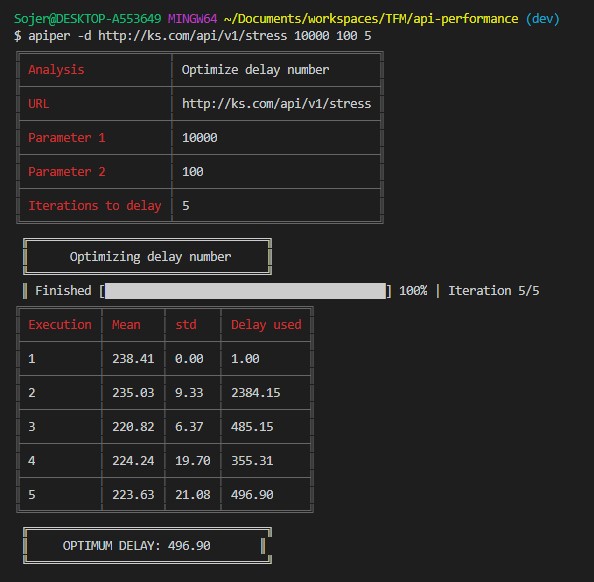 Sojer@DESKTOP-A553649 MINGW64 ~/Documents/workspaces/TFM/api-performance (dev)
$ apiper -d http://ks.com/api/v1/stress 10000 100 5
Analysis Optimize delay number
URL http://ks.com/api/v1/stress
Parameter 1 10000
Parameter 2 100
Iterations to delay 5
Optimizing delay number
Finished [] 100% | Iteration 5/5
Execution Mean std Delay used
1 238.41 0.00 1.00
2 235.03 9.33 2384.15
3 220.82 6.37 485.15
4 224.24 19.70 355.31
5 223.63 21.08 496.90
OPTIMUM DELAY: 496.90